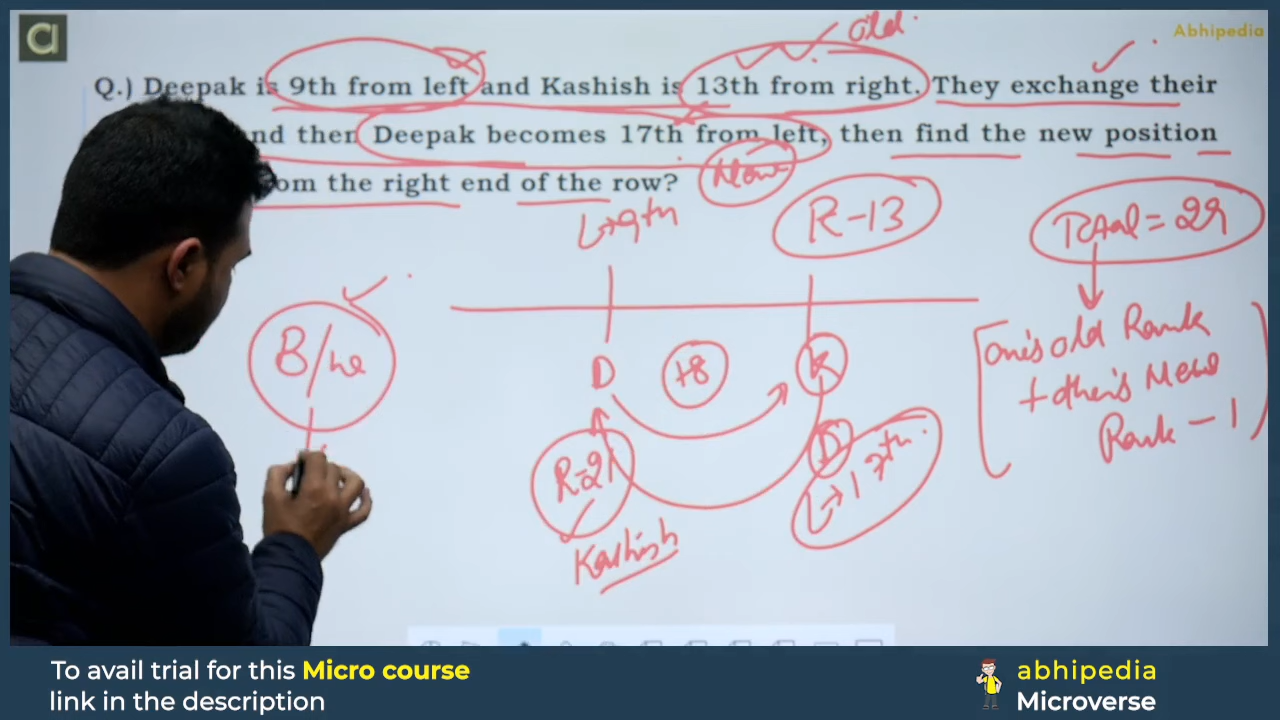 Abhipedia
old
Q.) Deepak is 9th from left and Kashish is 13th from right. They exchange their
nd then Deepak becomes 17th from left, then find the new position
om the right end of the row?
New
L→9th
R-13
Total = 29
B/w
D
+8
K
one's old Rank
+ other's New
Rank - 1
R=21
D
L→17th
Kashish
To avail trial for this Micro course
link in the description
abhipedia
Microverse